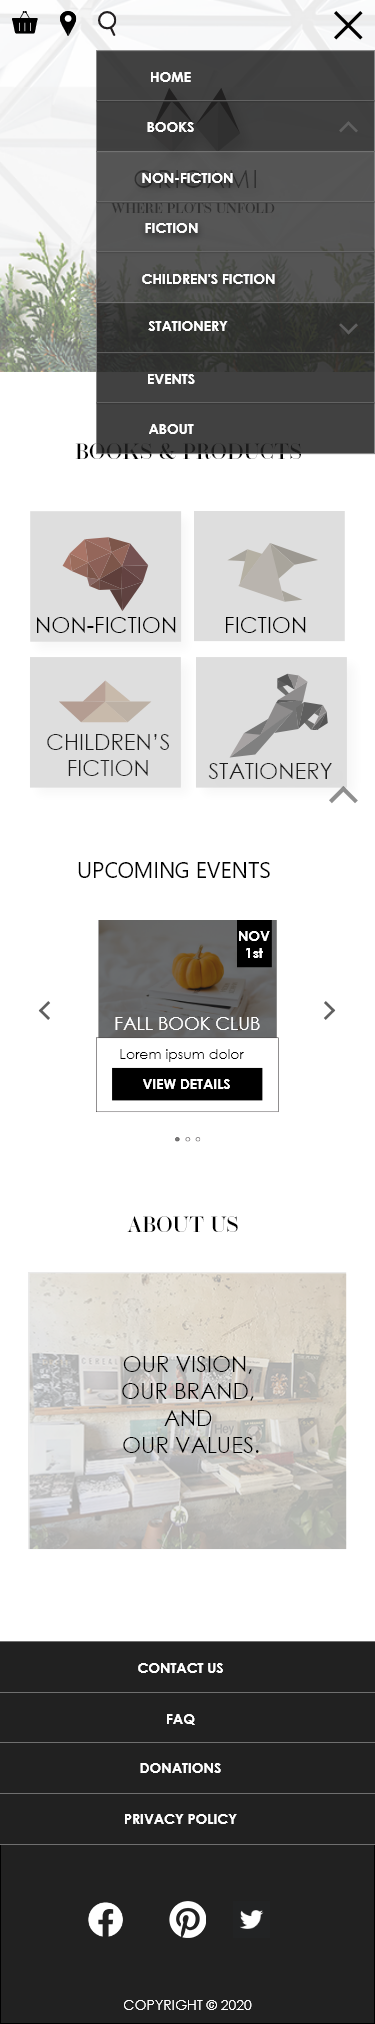 HOME
BOOKS
ORIGAMI
NON-FICTION
WHERE PLOTS UNFOLD
FICTION
CHILDREN'S FICTION
STATIONERY
EVENTS
ABOUT
BOOKS & PRODUCTS
NON-FICTION
FICTION
CHILDREN'S
FICTION
STATIONERY
UPCOMING EVENTS
NOV
1st
FALL BOOK CLUB
Lorem ipsum dolor
VIEW DETAILS
ABOUT US
OUR VISION,
OUR BRAND,
AND
OUR VALUES.
CONTACT US
FAQ
DONATIONS
PRIVACY POLICY
COPYRIGHT © 2020